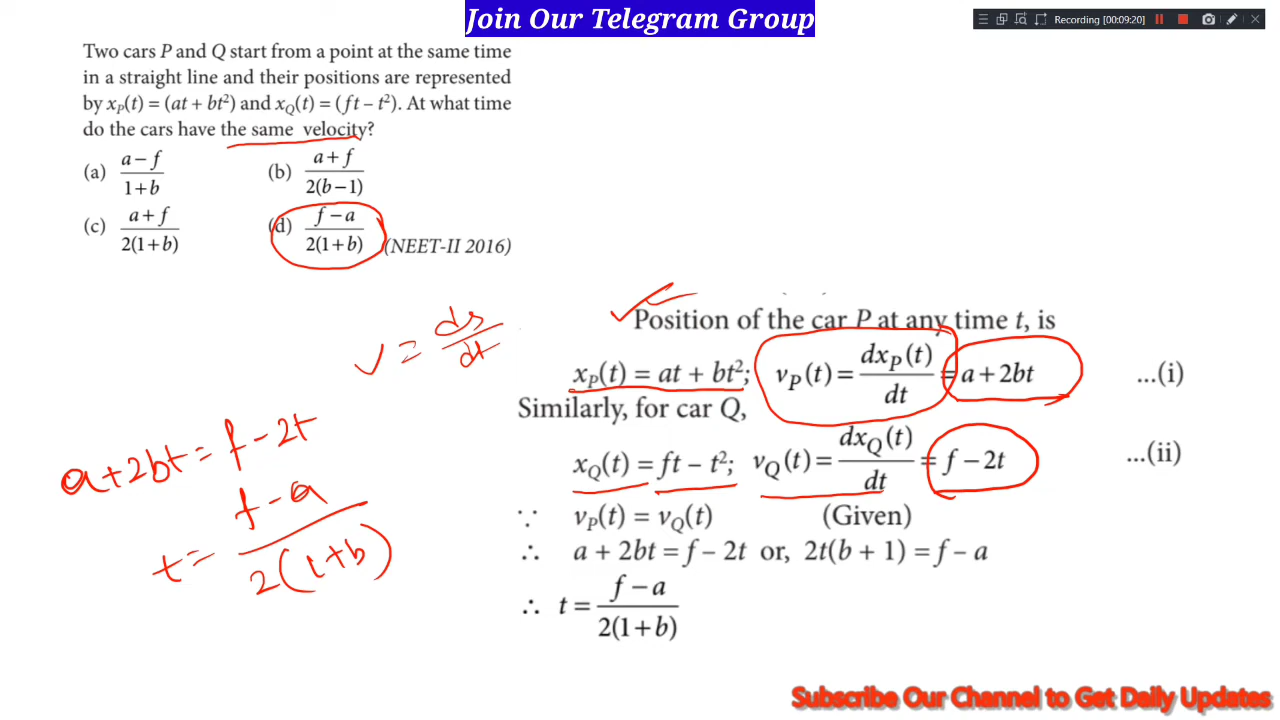 Join Our Telegram Group
Recording [00:09:20]
Two cars P and Q start from a point at the same time
in a straight line and their positions are represented
by x_P(t) = (at + bt²) and x_Q(t) = (ft – t²). At what time
do the cars have the same velocity?
(a) (a – f)/(1 + b) (b) (a + f)/(2(b – 1))
(c) (a + f)/(2(1 + b)) (d) (f – a)/(2(1 + b)) (NEET-II 2016)
v = ds/dt
a + 2bt = f – 2t
t = (f – a)/(2(1 + b))
Position of the car P at any time t, is
x_P(t) = at + bt²; v_P(t) = dx_P(t)/dt = a + 2bt ...(i)
Similarly, for car Q,
x_Q(t) = ft – t²; v_Q(t) = dx_Q(t)/dt = f – 2t ...(ii)
∵ v_P(t) = v_Q(t) (Given)
∴ a + 2bt = f – 2t or, 2t(b + 1) = f – a
∴ t = (f – a)/(2(1 + b))
Subscribe Our Channel to Get Daily Updates